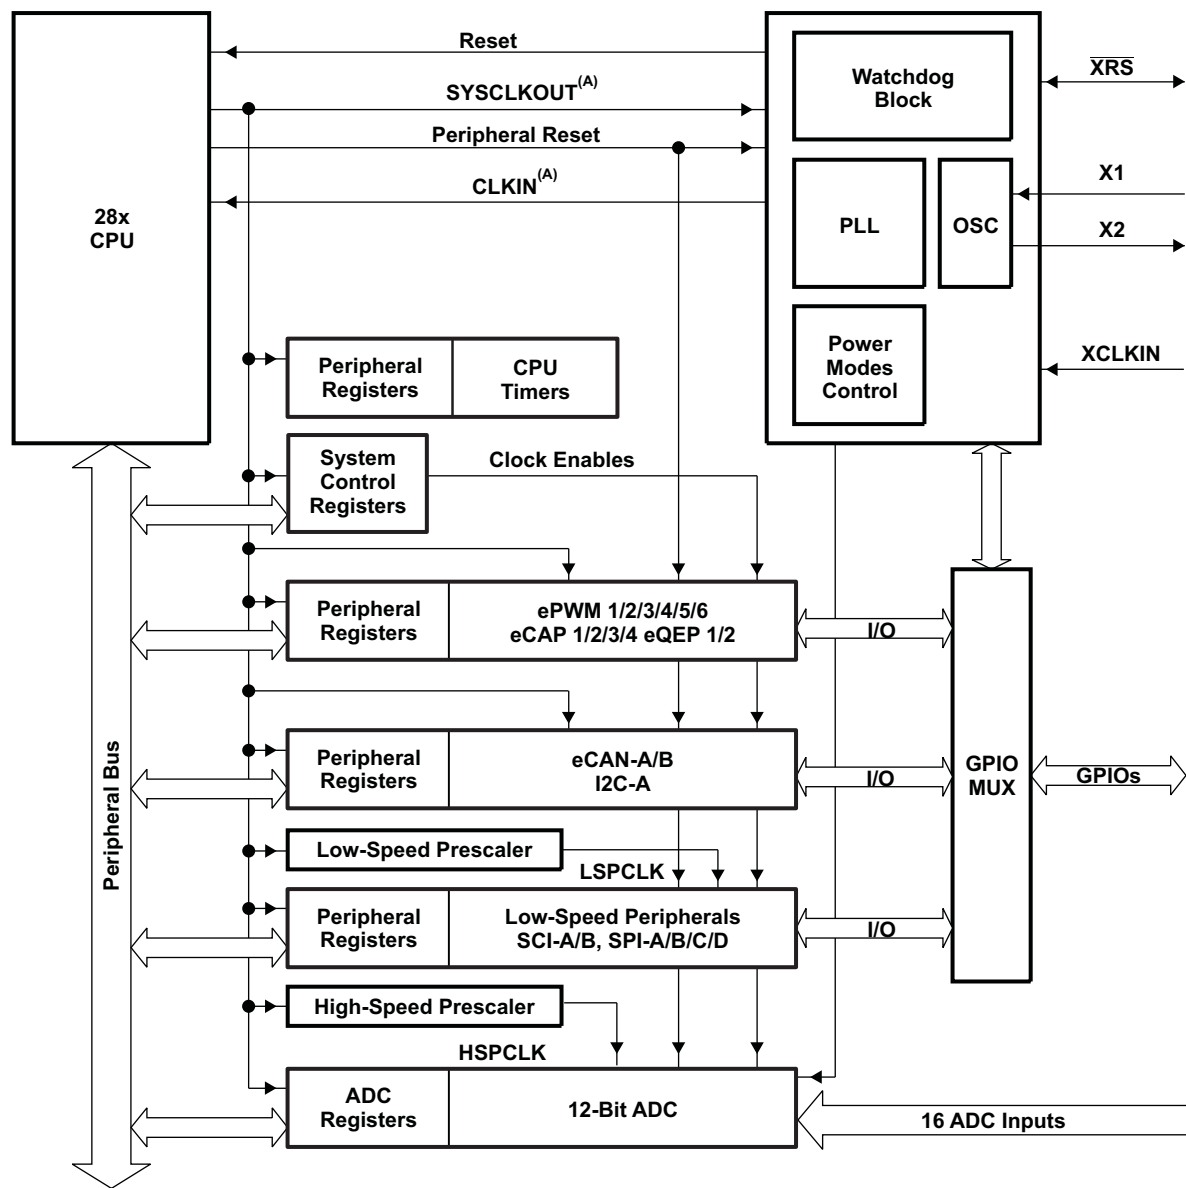 Reset
Watchdog
Block
XRS
SYSCLKOUT(A)
Peripheral Reset
CLKIN(A)
28x
CPU
PLL
OSC
X1
X2
Power
Modes
Control
XCLKIN
Peripheral
Registers
CPU
Timers
System
Control
Registers
Clock Enables
Peripheral
Registers
ePWM 1/2/3/4/5/6
eCAP 1/2/3/4 eQEP 1/2
I/O
Peripheral Bus
Peripheral
Registers
eCAN-A/B
I2C-A
I/O
GPIO
MUX
GPIOs
Low-Speed Prescaler
LSPCLK
Peripheral
Registers
Low-Speed Peripherals
SCI-A/B, SPI-A/B/C/D
I/O
High-Speed Prescaler
HSPCLK
ADC
Registers
12-Bit ADC
16 ADC Inputs